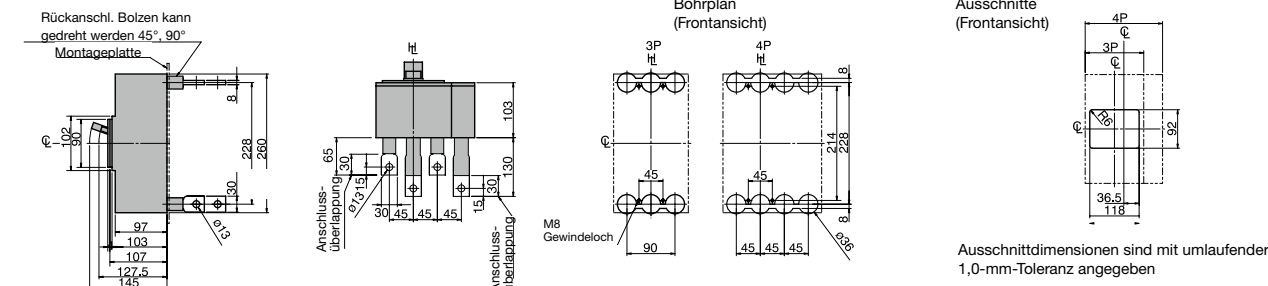 Rückanschl. Bolzen kann
gedreht werden 45°, 90°
Montageplatte
8
102
90
℄
228
260
30
ø13
97
103
107
127.5
145
103
65
30
15
130
30
15
ø13
30 45 45 45
Anschluss-
überlappung
Anschluss-
überlappung
Bohrplan
(Frontansicht)
3P
4P
8
℄
214
228
45
45
8
M8
Gewindeloch
90
45 45 45
ø36
Ausschnitte
(Frontansicht)
4P
℄
3P
℄
R6
℄
92
36.5
118
Ausschnittdimensionen sind mit umlaufender
1,0-mm-Toleranz angegeben